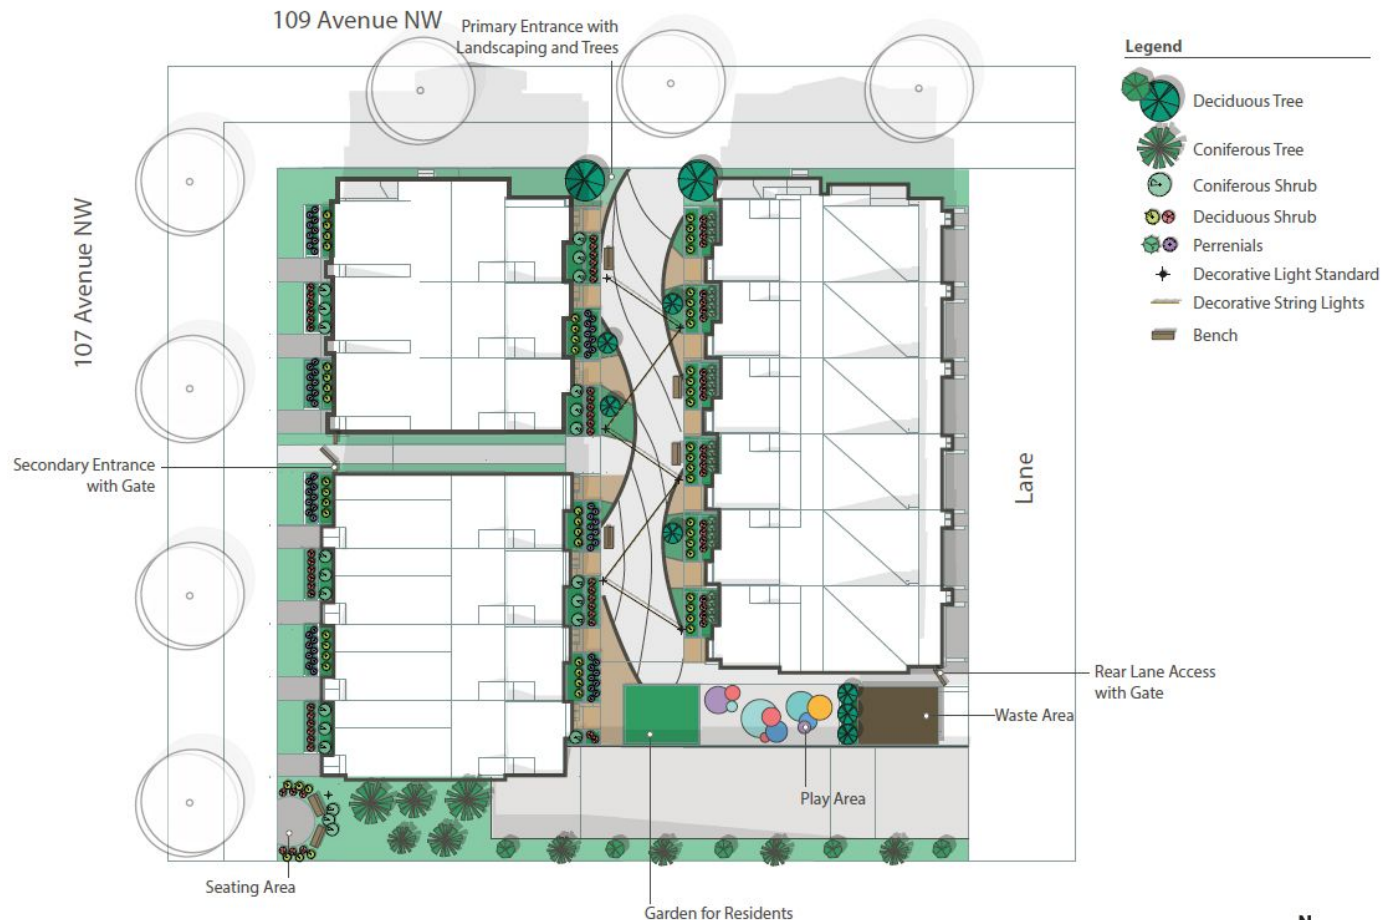 109 Avenue NW
Primary Entrance with
Landscaping and Trees
Legend
Deciduous Tree
Coniferous Tree
Coniferous Shrub
Deciduous Shrub
Perrenials
Decorative Light Standard
Decorative String Lights
Bench
107 Avenue NW
Secondary Entrance
with Gate
Lane
Rear Lane Access
with Gate
Waste Area
Play Area
Seating Area
Garden for Residents
N